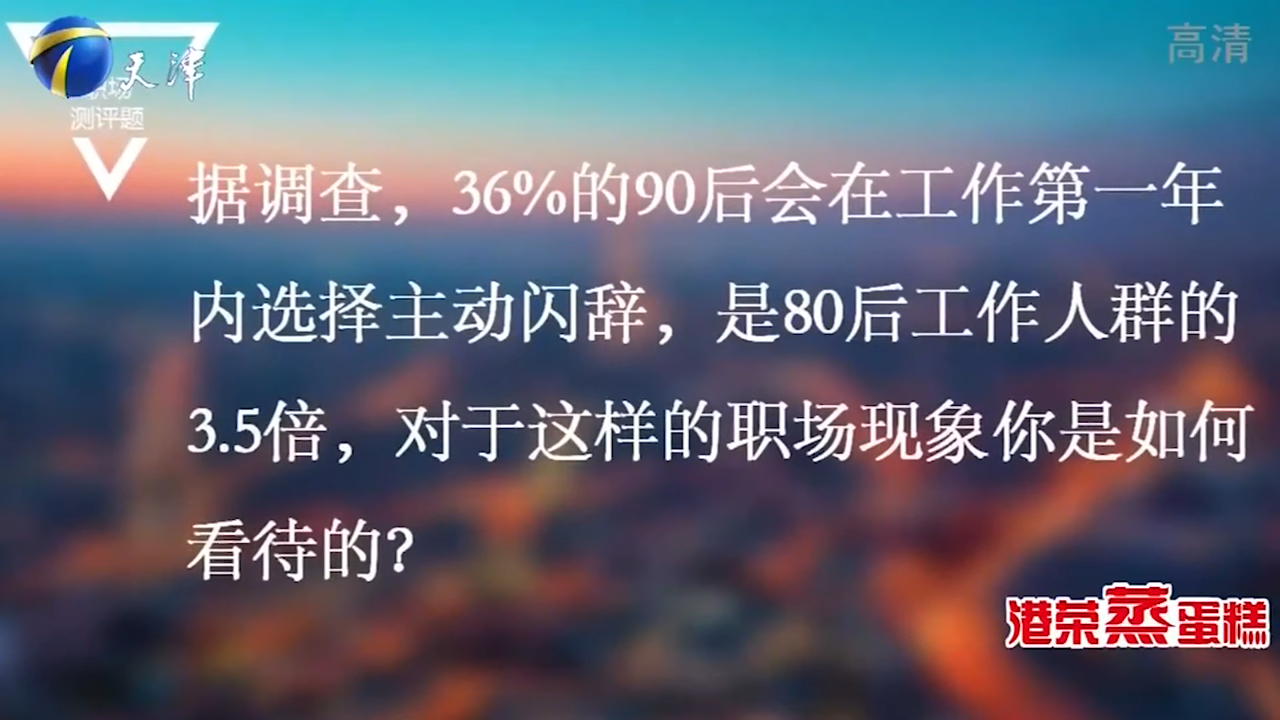 天津
高清
职场
测评题
据调查，36%的90后会在工作第一年
内选择主动闪辞，是80后工作人群的
3.5倍，对于这样的职场现象你是如何
看待的？
港荣蒸蛋糕